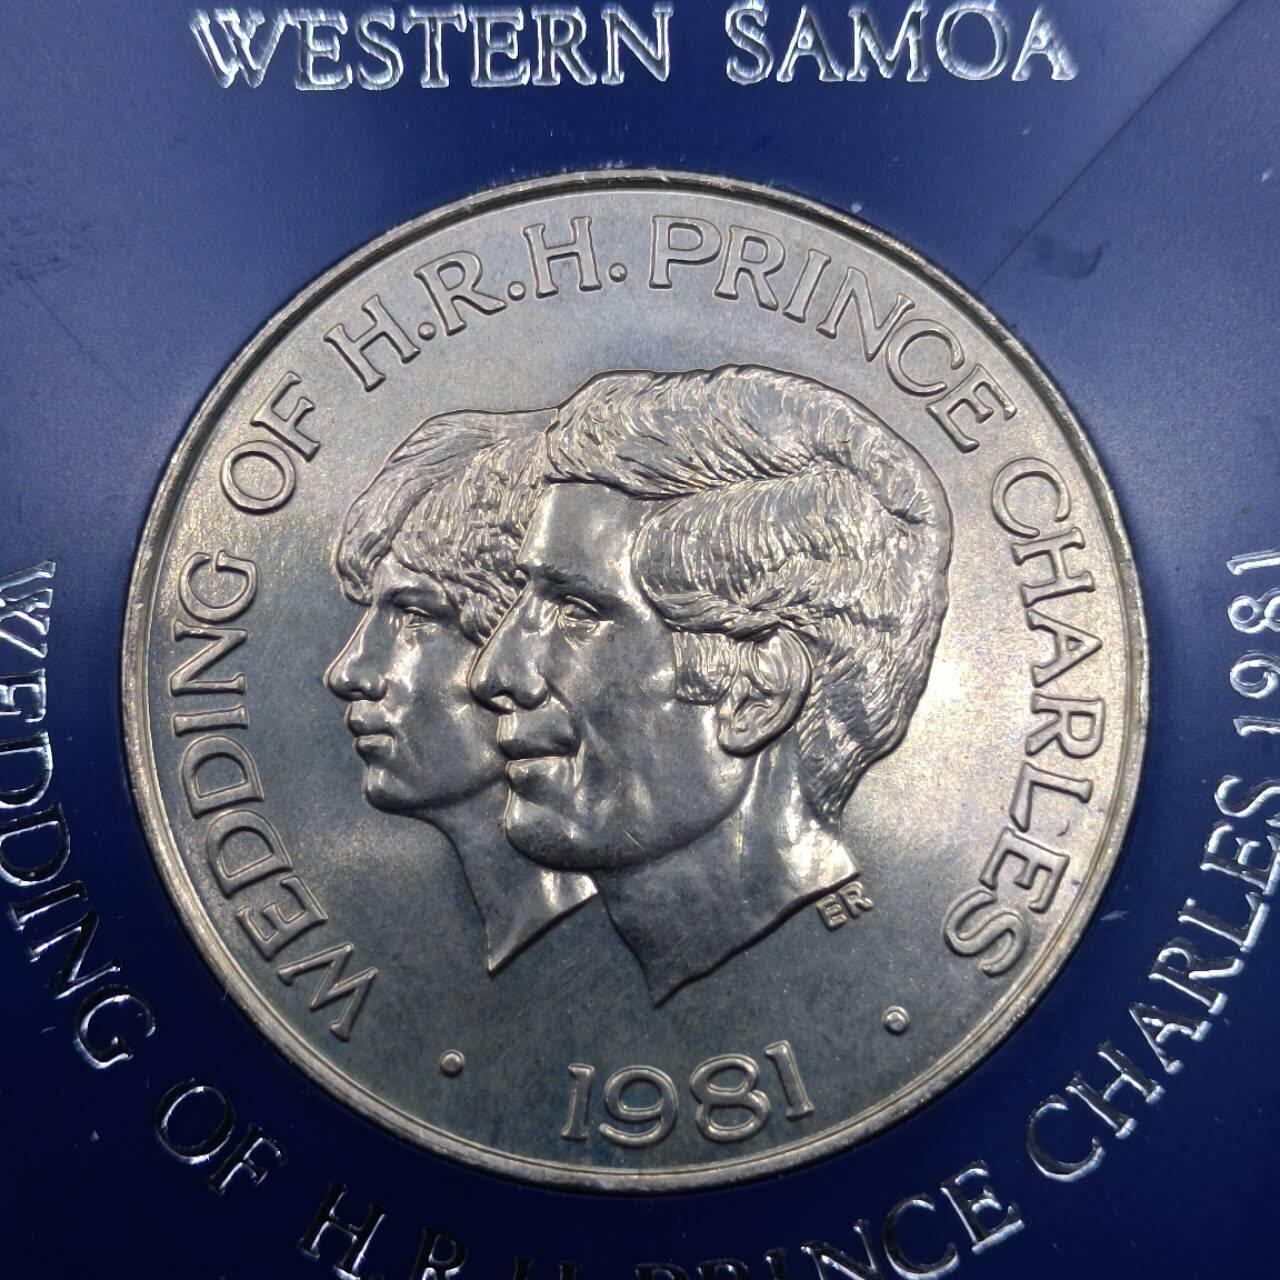 WESTERN SAMOA
WEDDING OF H.R.H. PRINCE CHARLES
ER
· 1981 ·
WEDDING OF H.R.H. PRINCE CHARLES 1981